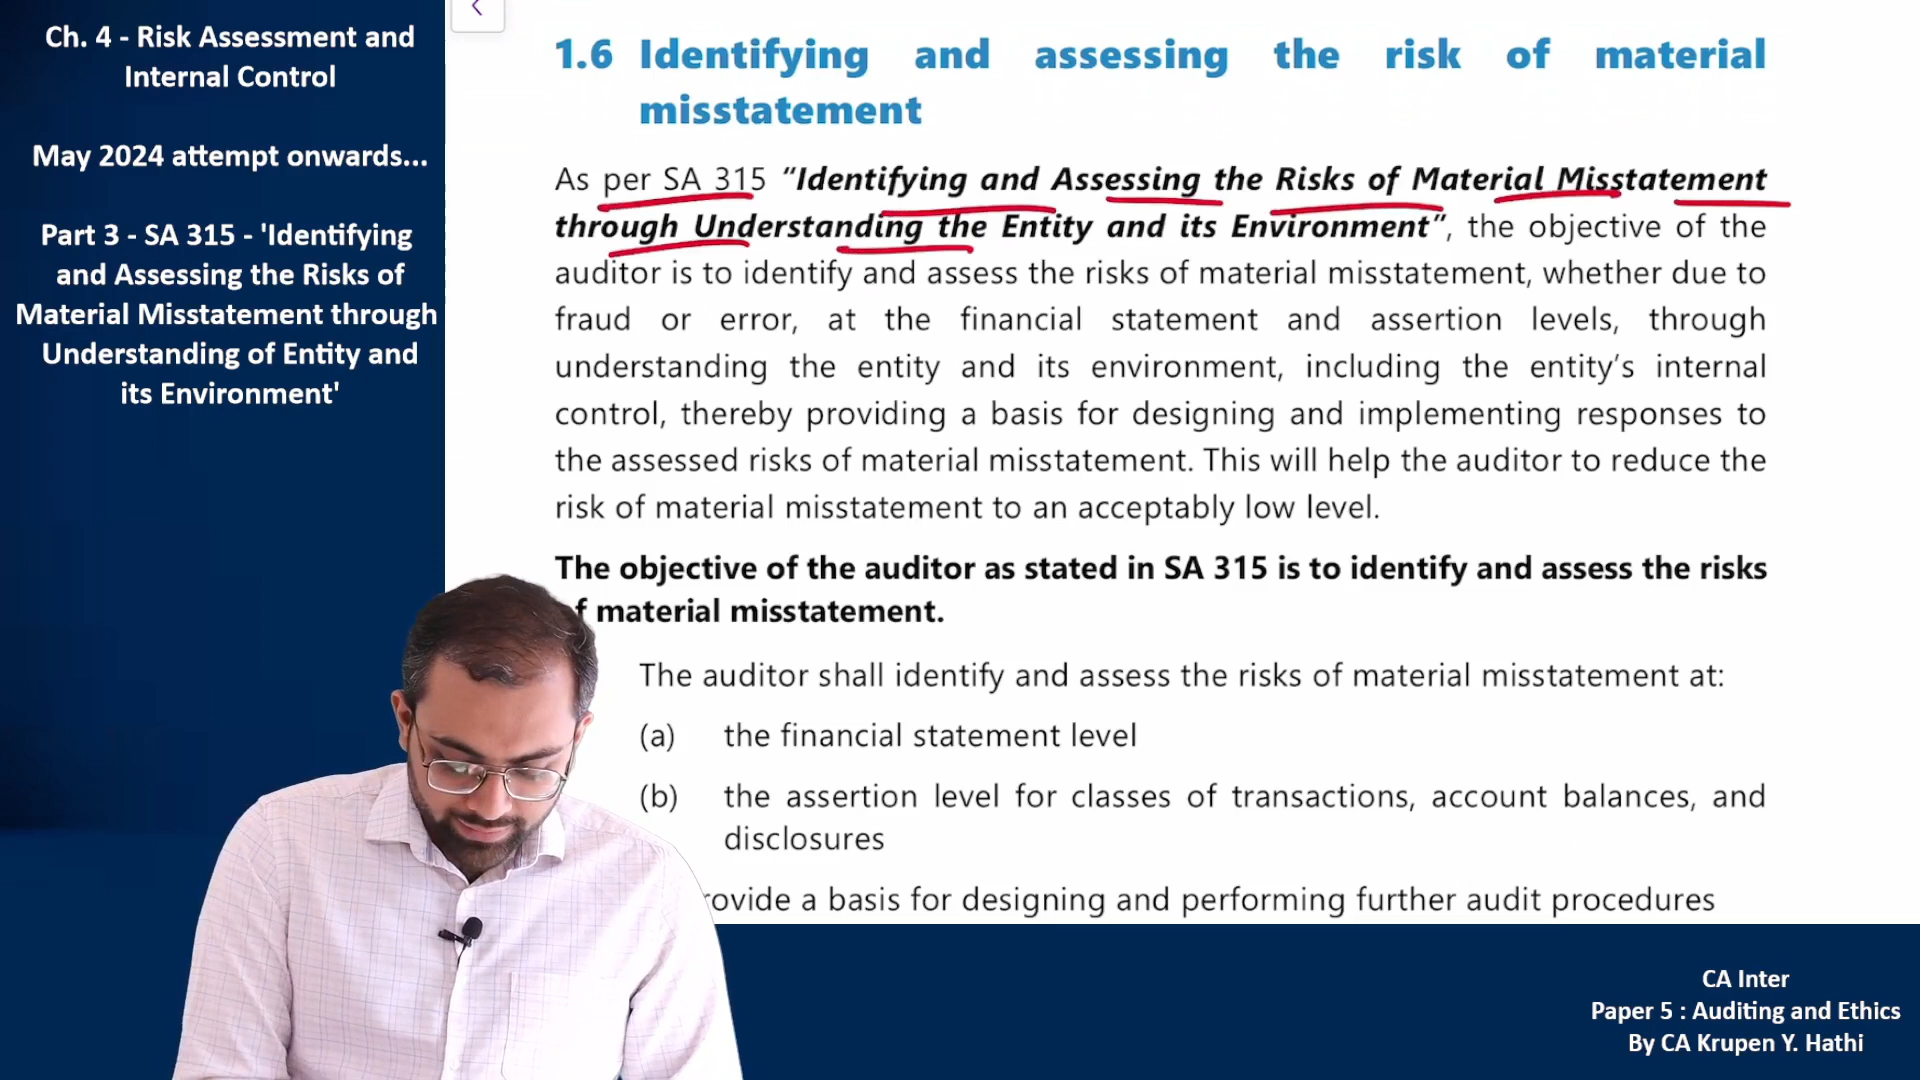 Ch. 4 - Risk Assessment and
Internal Control
May 2024 attempt onwards...
Part 3 - SA 315 - 'Identifying
and Assessing the Risks of
Material Misstatement through
Understanding of Entity and
its Environment'
1.6 Identifying and assessing the risk of material
misstatement
As per SA 315 “Identifying and Assessing the Risks of Material Misstatement
through Understanding the Entity and its Environment”, the objective of the
auditor is to identify and assess the risks of material misstatement, whether due to
fraud or error, at the financial statement and assertion levels, through
understanding the entity and its environment, including the entity’s internal
control, thereby providing a basis for designing and implementing responses to
the assessed risks of material misstatement. This will help the auditor to reduce the
risk of material misstatement to an acceptably low level.
The objective of the auditor as stated in SA 315 is to identify and assess the risks
of material misstatement.
The auditor shall identify and assess the risks of material misstatement at:
(a) the financial statement level
(b) the assertion level for classes of transactions, account balances, and
disclosures
a basis for designing and performing further audit procedures
CA Inter
Paper 5 : Auditing and Ethics
By CA Krupen Y. Hathi